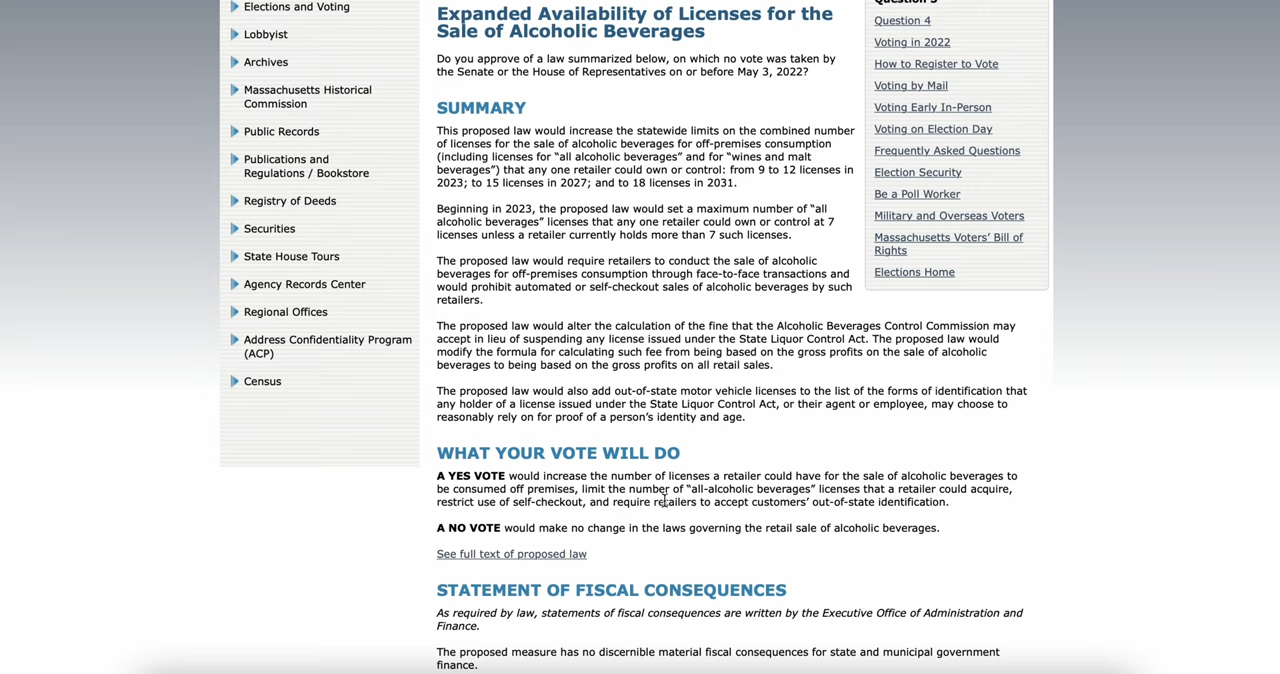 Elections and Voting
Lobbyist
Archives
Massachusetts Historical
Commission
Public Records
Publications and
Regulations / Bookstore
Registry of Deeds
Securities
State House Tours
Agency Records Center
Regional Offices
Address Confidentiality Program
(ACP)
Census
Expanded Availability of Licenses for the
Sale of Alcoholic Beverages
Do you approve of a law summarized below, on which no vote was taken by
the Senate or the House of Representatives on or before May 3, 2022?
SUMMARY
This proposed law would increase the statewide limits on the combined number
of licenses for the sale of alcoholic beverages for off-premises consumption
(including licenses for “all alcoholic beverages” and for “wines and malt
beverages”) that any one retailer could own or control: from 9 to 12 licenses in
2023; to 15 licenses in 2027; and to 18 licenses in 2031.
Beginning in 2023, the proposed law would set a maximum number of “all
alcoholic beverages” licenses that any one retailer could own or control at 7
licenses unless a retailer currently holds more than 7 such licenses.
The proposed law would require retailers to conduct the sale of alcoholic
beverages for off-premises consumption through face-to-face transactions and
would prohibit automated or self-checkout sales of alcoholic beverages by such
retailers.
The proposed law would alter the calculation of the fine that the Alcoholic Beverages Control Commission may
accept in lieu of suspending any license issued under the State Liquor Control Act. The proposed law would
modify the formula for calculating such fee from being based on the gross profits on the sale of alcoholic
beverages to being based on the gross profits on all retail sales.
The proposed law would also add out-of-state motor vehicle licenses to the list of the forms of identification that
any holder of a license issued under the State Liquor Control Act, or their agent or employee, may choose to
reasonably rely on for proof of a person’s identity and age.
WHAT YOUR VOTE WILL DO
A YES VOTE would increase the number of licenses a retailer could have for the sale of alcoholic beverages to
be consumed off premises, limit the number of “all-alcoholic beverages” licenses that a retailer could acquire,
restrict use of self-checkout, and require retailers to accept customers’ out-of-state identification.
A NO VOTE would make no change in the laws governing the retail sale of alcoholic beverages.
See full text of proposed law
STATEMENT OF FISCAL CONSEQUENCES
As required by law, statements of fiscal consequences are written by the Executive Office of Administration and
Finance.
The proposed measure has no discernible material fiscal consequences for state and municipal government
finance.
Question 4
Voting in 2022
How to Register to Vote
Voting by Mail
Voting Early In-Person
Voting on Election Day
Frequently Asked Questions
Election Security
Be a Poll Worker
Military and Overseas Voters
Massachusetts Voters’ Bill of
Rights
Elections Home